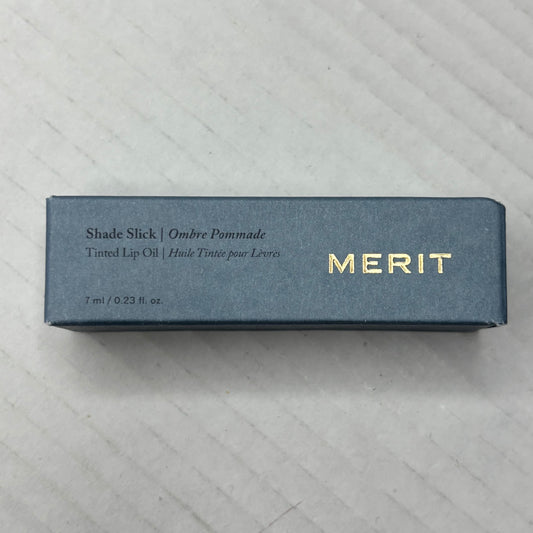 Shade Slick | Ombre Pommade
Tinted Lip Oil | Huile Tintée pour Lèvres
MERIT
7 ml / 0.23 fl. oz.